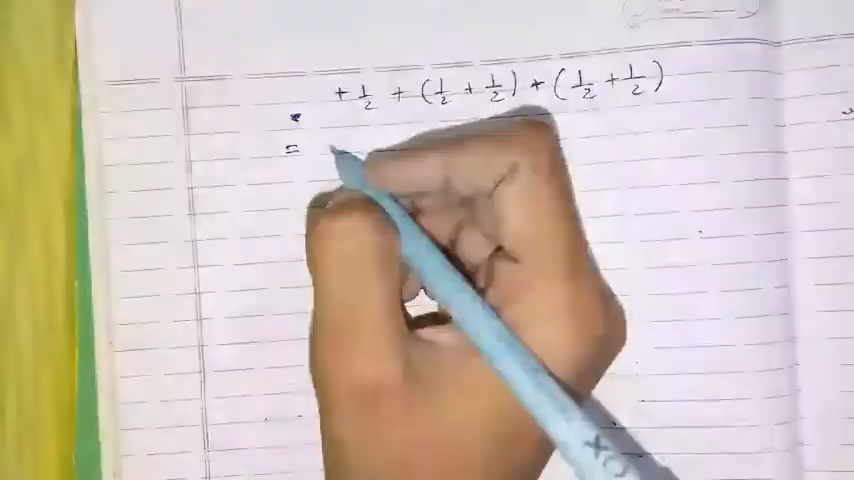 + 1/2 + (1/2 + 1/2) + (1/2 + 1/2)
=